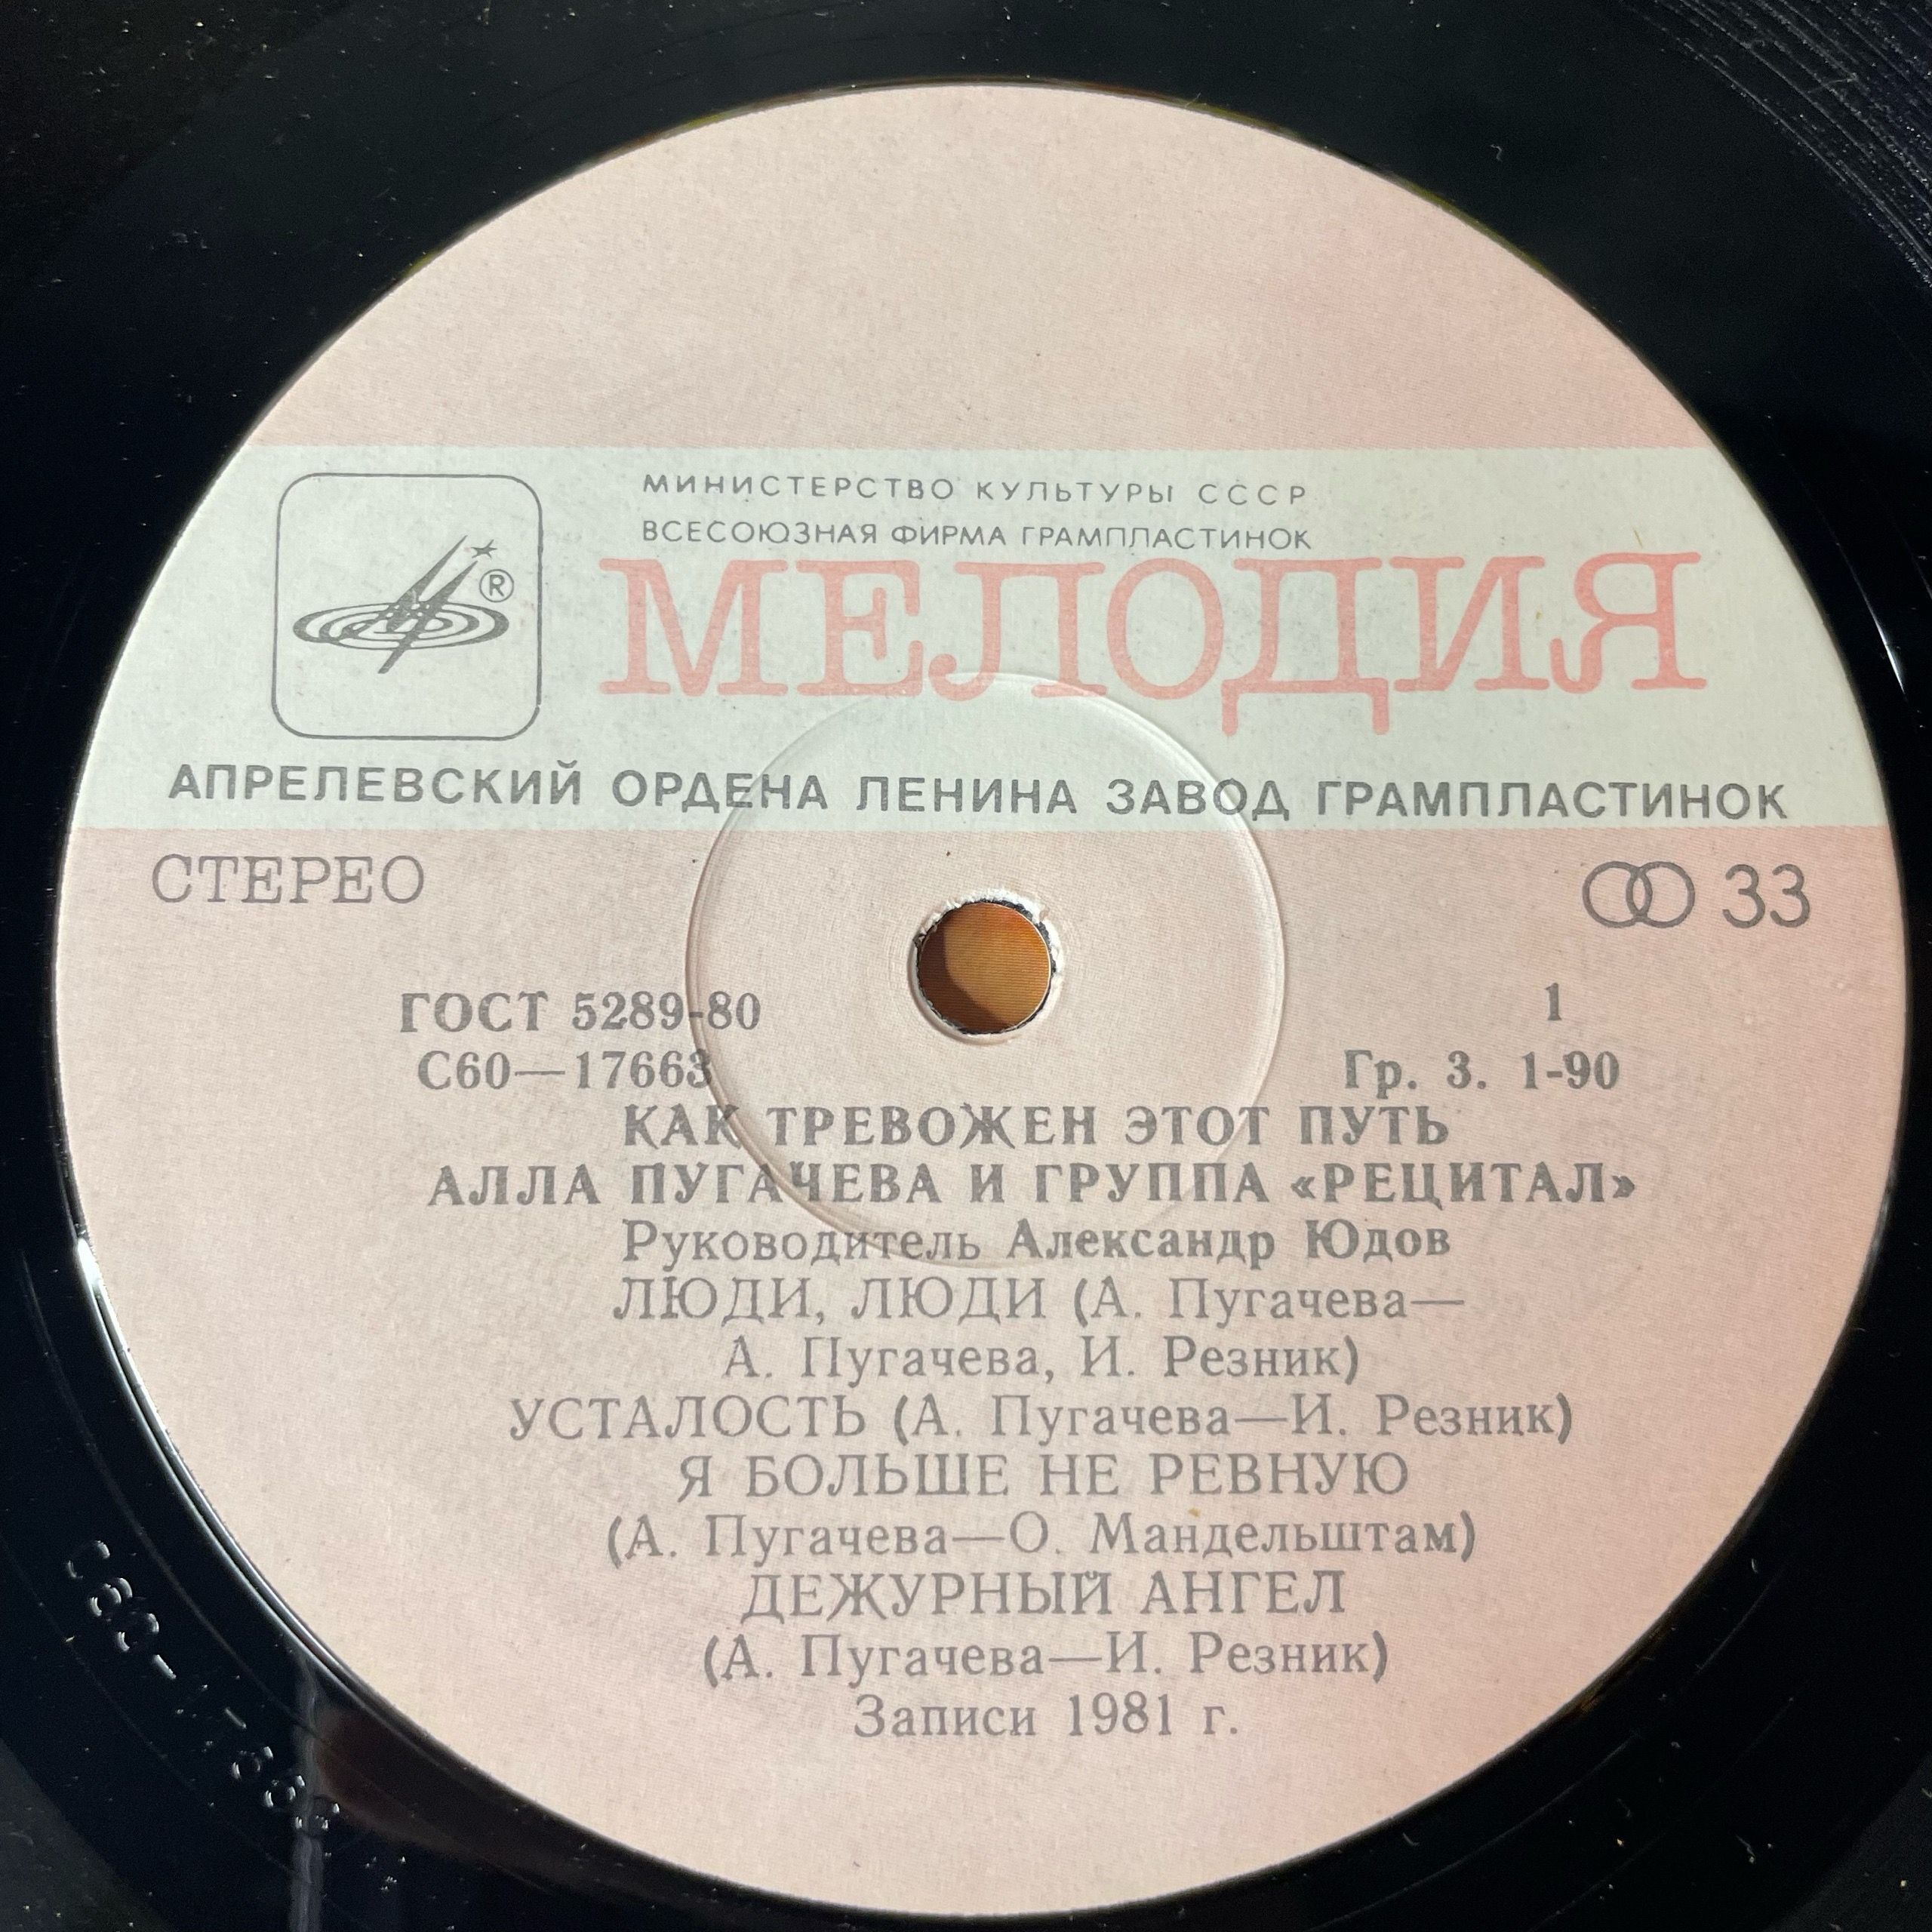 МИНИСТЕРСТВО КУЛЬТУРЫ СССР
ВСЕСОЮЗНАЯ ФИРМА ГРАМПЛАСТИНОК
®
МЕЛОДИЯ
АПРЕЛЕВСКИЙ ОРДЕНА ЛЕНИНА ЗАВОД ГРАМПЛАСТИНОК
СТЕРЕО 33
ГОСТ 5289-80 1
С60—17663 Гр. 3. 1-90
КАК ТРЕВОЖЕН ЭТОТ ПУТЬ
АЛЛА ПУГАЧЕВА И ГРУППА «РЕЦИТАЛ»
Руководитель Александр Юдов
ЛЮДИ, ЛЮДИ (А. Пугачева—
А. Пугачева, И. Резник)
УСТАЛОСТЬ (А. Пугачева—И. Резник)
Я БОЛЬШЕ НЕ РЕВНУЮ
(А. Пугачева—О. Мандельштам)
ДЕЖУРНЫЙ АНГЕЛ
(А. Пугачева—И. Резник)
Записи 1981 г.